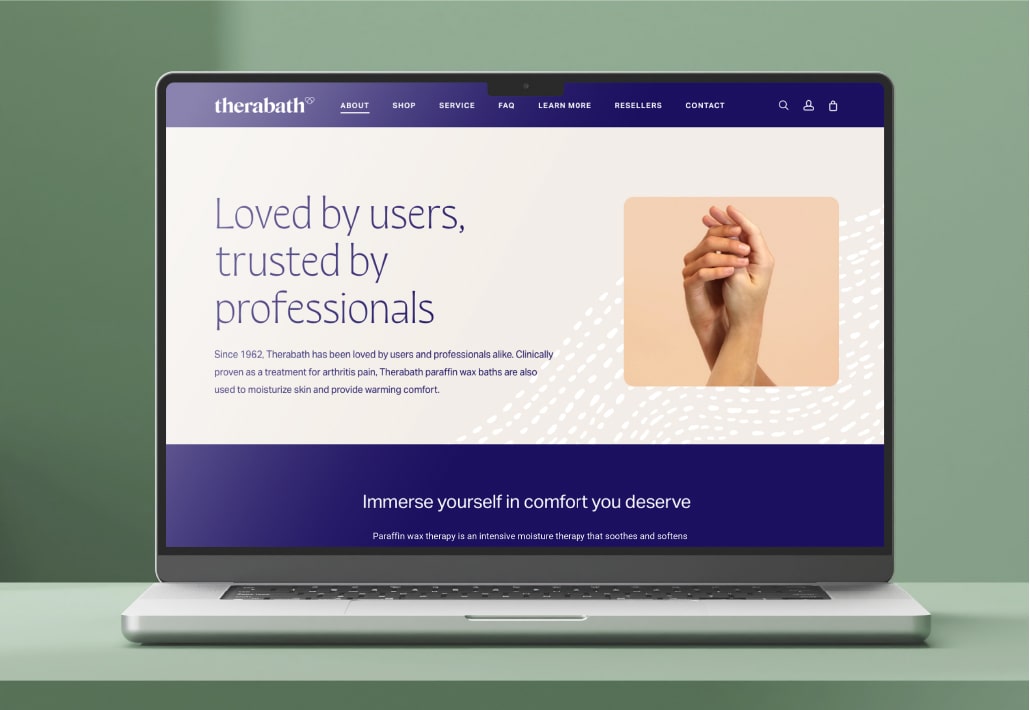 therabath
ABOUT SHOP SERVICE FAQ LEARN MORE RESELLERS CONTACT
Loved by users,
trusted by
professionals
Since 1962, Therabath has been loved by users and professionals alike. Clinically
proven as a treatment for arthritis pain, Therabath paraffin wax baths are also
used to moisturize skin and provide warming comfort.
Immerse yourself in comfort you deserve
Paraffin wax therapy is an intensive moisture therapy that soothes and softens